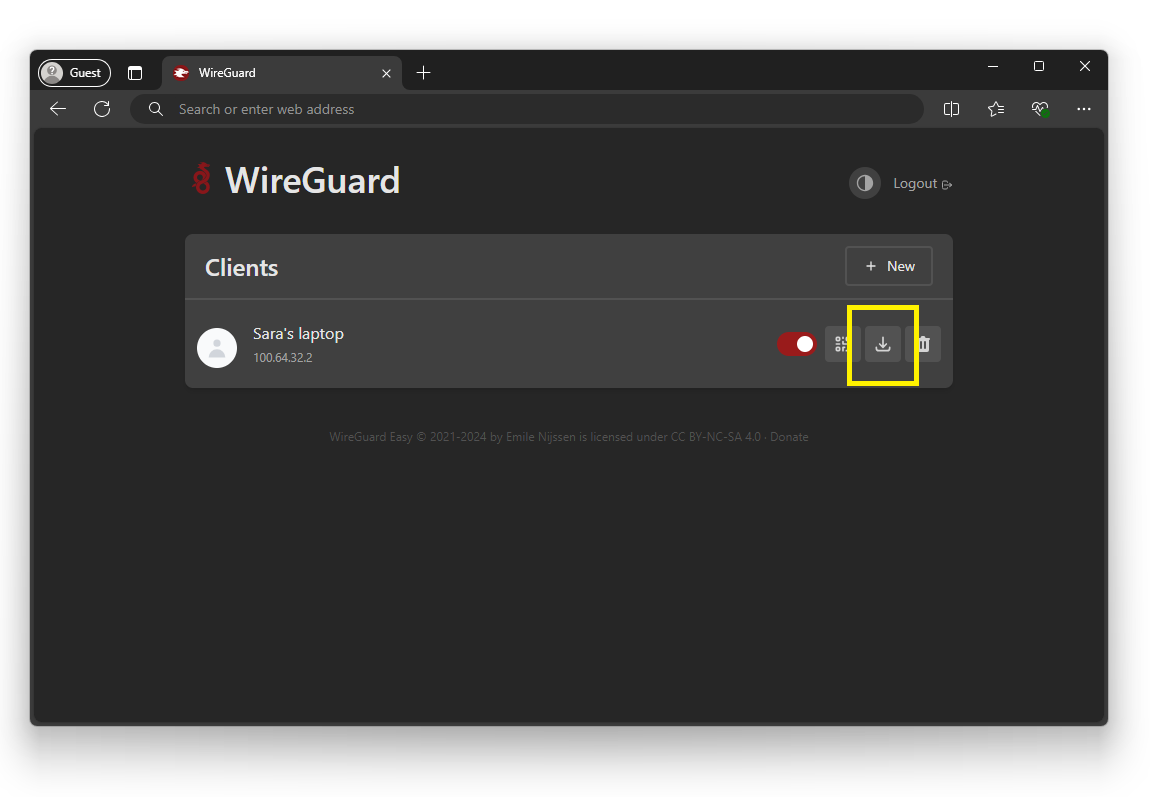 Guest
WireGuard
Search or enter web address
WireGuard
Logout
Clients
+ New
Sara's laptop
100.64.32.2
WireGuard Easy © 2021-2024 by Emile Nijssen is licensed under CC BY-NC-SA 4.0 · Donate